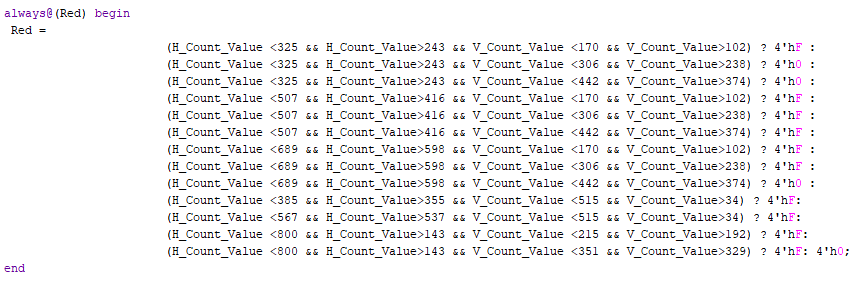 always@(Red) begin
Red =
(H_Count_Value <325 && H_Count_Value>243 && V_Count_Value <170 && V_Count_Value>102) ? 4'hF :
(H_Count_Value <325 && H_Count_Value>243 && V_Count_Value <306 && V_Count_Value>238) ? 4'h0 :
(H_Count_Value <325 && H_Count_Value>243 && V_Count_Value <442 && V_Count_Value>374) ? 4'h0 :
(H_Count_Value <507 && H_Count_Value>416 && V_Count_Value <170 && V_Count_Value>102) ? 4'hF :
(H_Count_Value <507 && H_Count_Value>416 && V_Count_Value <306 && V_Count_Value>238) ? 4'hF :
(H_Count_Value <507 && H_Count_Value>416 && V_Count_Value <442 && V_Count_Value>374) ? 4'hF :
(H_Count_Value <689 && H_Count_Value>598 && V_Count_Value <170 && V_Count_Value>102) ? 4'hF :
(H_Count_Value <689 && H_Count_Value>598 && V_Count_Value <306 && V_Count_Value>238) ? 4'hF :
(H_Count_Value <689 && H_Count_Value>598 && V_Count_Value <442 && V_Count_Value>374) ? 4'h0 :
(H_Count_Value <385 && H_Count_Value>355 && V_Count_Value <515 && V_Count_Value>34) ? 4'hF:
(H_Count_Value <567 && H_Count_Value>537 && V_Count_Value <515 && V_Count_Value>34) ? 4'hF:
(H_Count_Value <800 && H_Count_Value>143 && V_Count_Value <215 && V_Count_Value>192) ? 4'hF:
(H_Count_Value <800 && H_Count_Value>143 && V_Count_Value <351 && V_Count_Value>329) ? 4'hF: 4'h0;
end